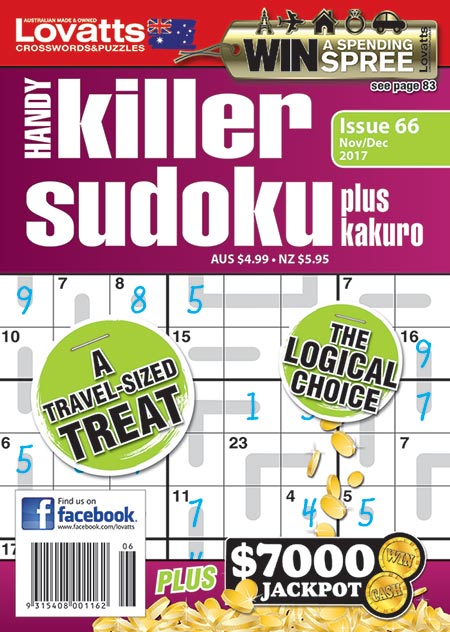 AUSTRALIAN MADE & OWNED
Lovatts
CROSSWORDS&PUZZLES
WIN A SPENDING SPREE
Lovatts
see page 83
HANDY
killer
sudoku
plus
kakuro
Issue 66
Nov/Dec
2017
AUS $4.99 • NZ $5.95
7 8 7
9 8 5
10 16
9
A
TRAVEL-SIZED
TREAT
THE
LOGICAL
CHOICE
1 7
6 23 16
5
11 4
7 4 5
17
Find us on
facebook.
www.facebook.com/lovatts
06
9 315408 001162
PLUS
$7000
JACKPOT
WIN
CASH